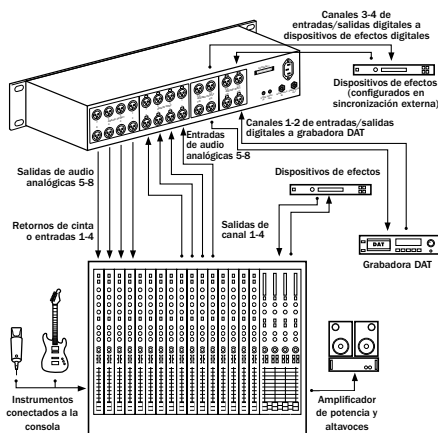 Canales 3-4 de
entradas/salidas digitales a
dispositivos de efectos digitales
Dispositivos de efectos
(configurados en
sincronización externa)
Canales 1-2 de entradas/salidas
digitales a grabadora DAT
Entradas
de audio
analógicas 5-8
Salidas de audio
analógicas 5-8
Dispositivos de efectos
Retornos de cinta
o entradas 1-4
Salidas de
canal 1-4
DAT
Grabadora DAT
Instrumentos
conectados a la
consola
Amplificador
de potencia y
altavoces